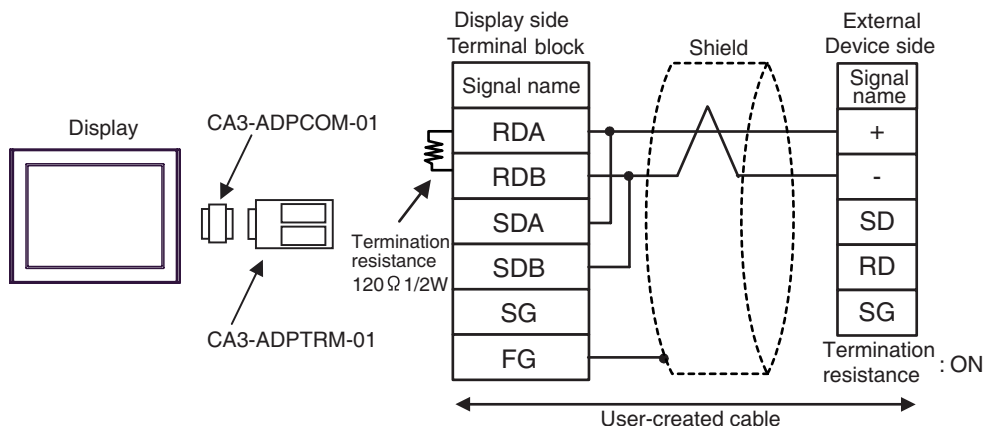 Display side
Terminal block
Shield
External
Device side
Signal name
Signal
name
Display
CA3-ADPCOM-01
RDA
+
RDB
-
SDA
SD
Termination
resistance
120Ω 1/2W
SDB
RD
SG
SG
CA3-ADPTRM-01
FG
Termination
resistance : ON
User-created cable